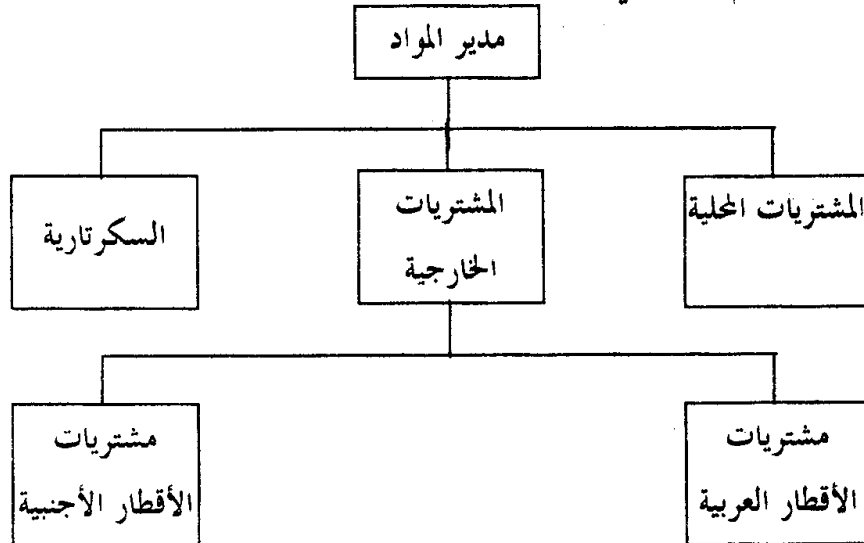 مدير المواد
المشتريات المحلية
المشتريات
الخارجية
السكرتارية
مشتريات
الأقطار العربية
مشتريات
الأقطار الأجنبية